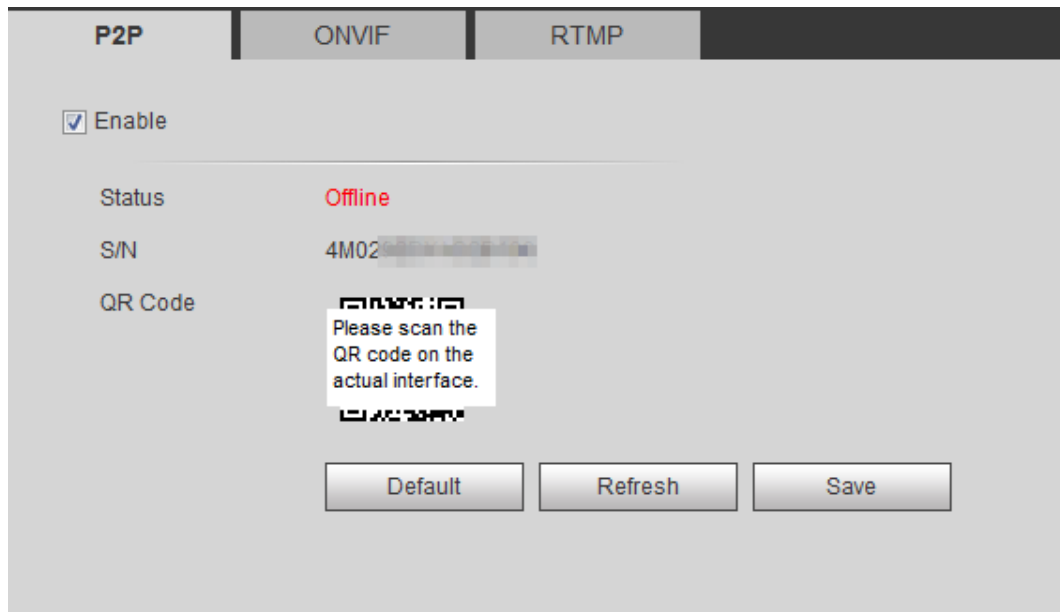 P2P ONVIF RTMP
Enable
Status Offline
S/N 4M02
QR Code
Please scan the
QR code on the
actual interface.
Default Refresh Save